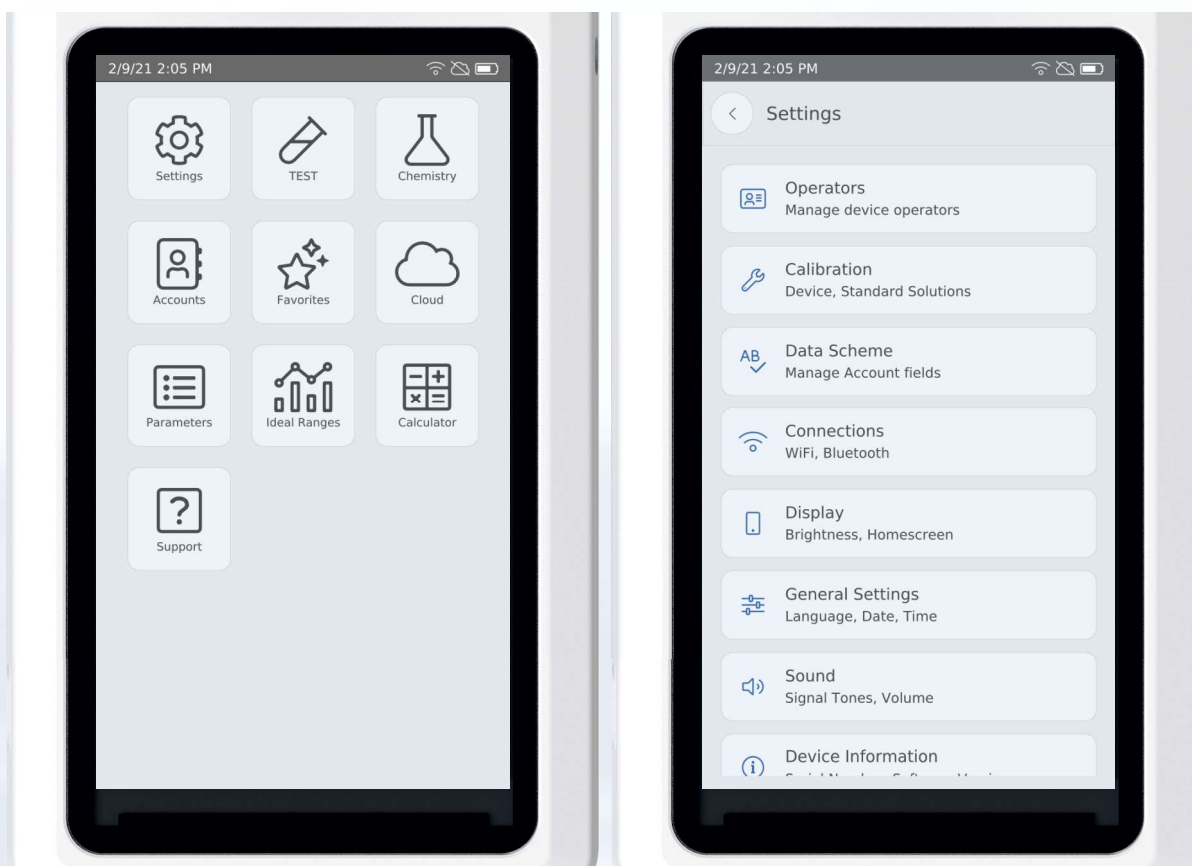 2/9/21 2:05 PM
Settings
TEST
Chemistry
Accounts
Favorites
Cloud
Parameters
Ideal Ranges
Calculator
Support
2/9/21 2:05 PM
Settings
Operators
Manage device operators
Calibration
Device, Standard Solutions
AB
Data Scheme
Manage Account fields
Connections
WiFi, Bluetooth
Display
Brightness, Homescreen
General Settings
Language, Date, Time
Sound
Signal Tones, Volume
Device Information